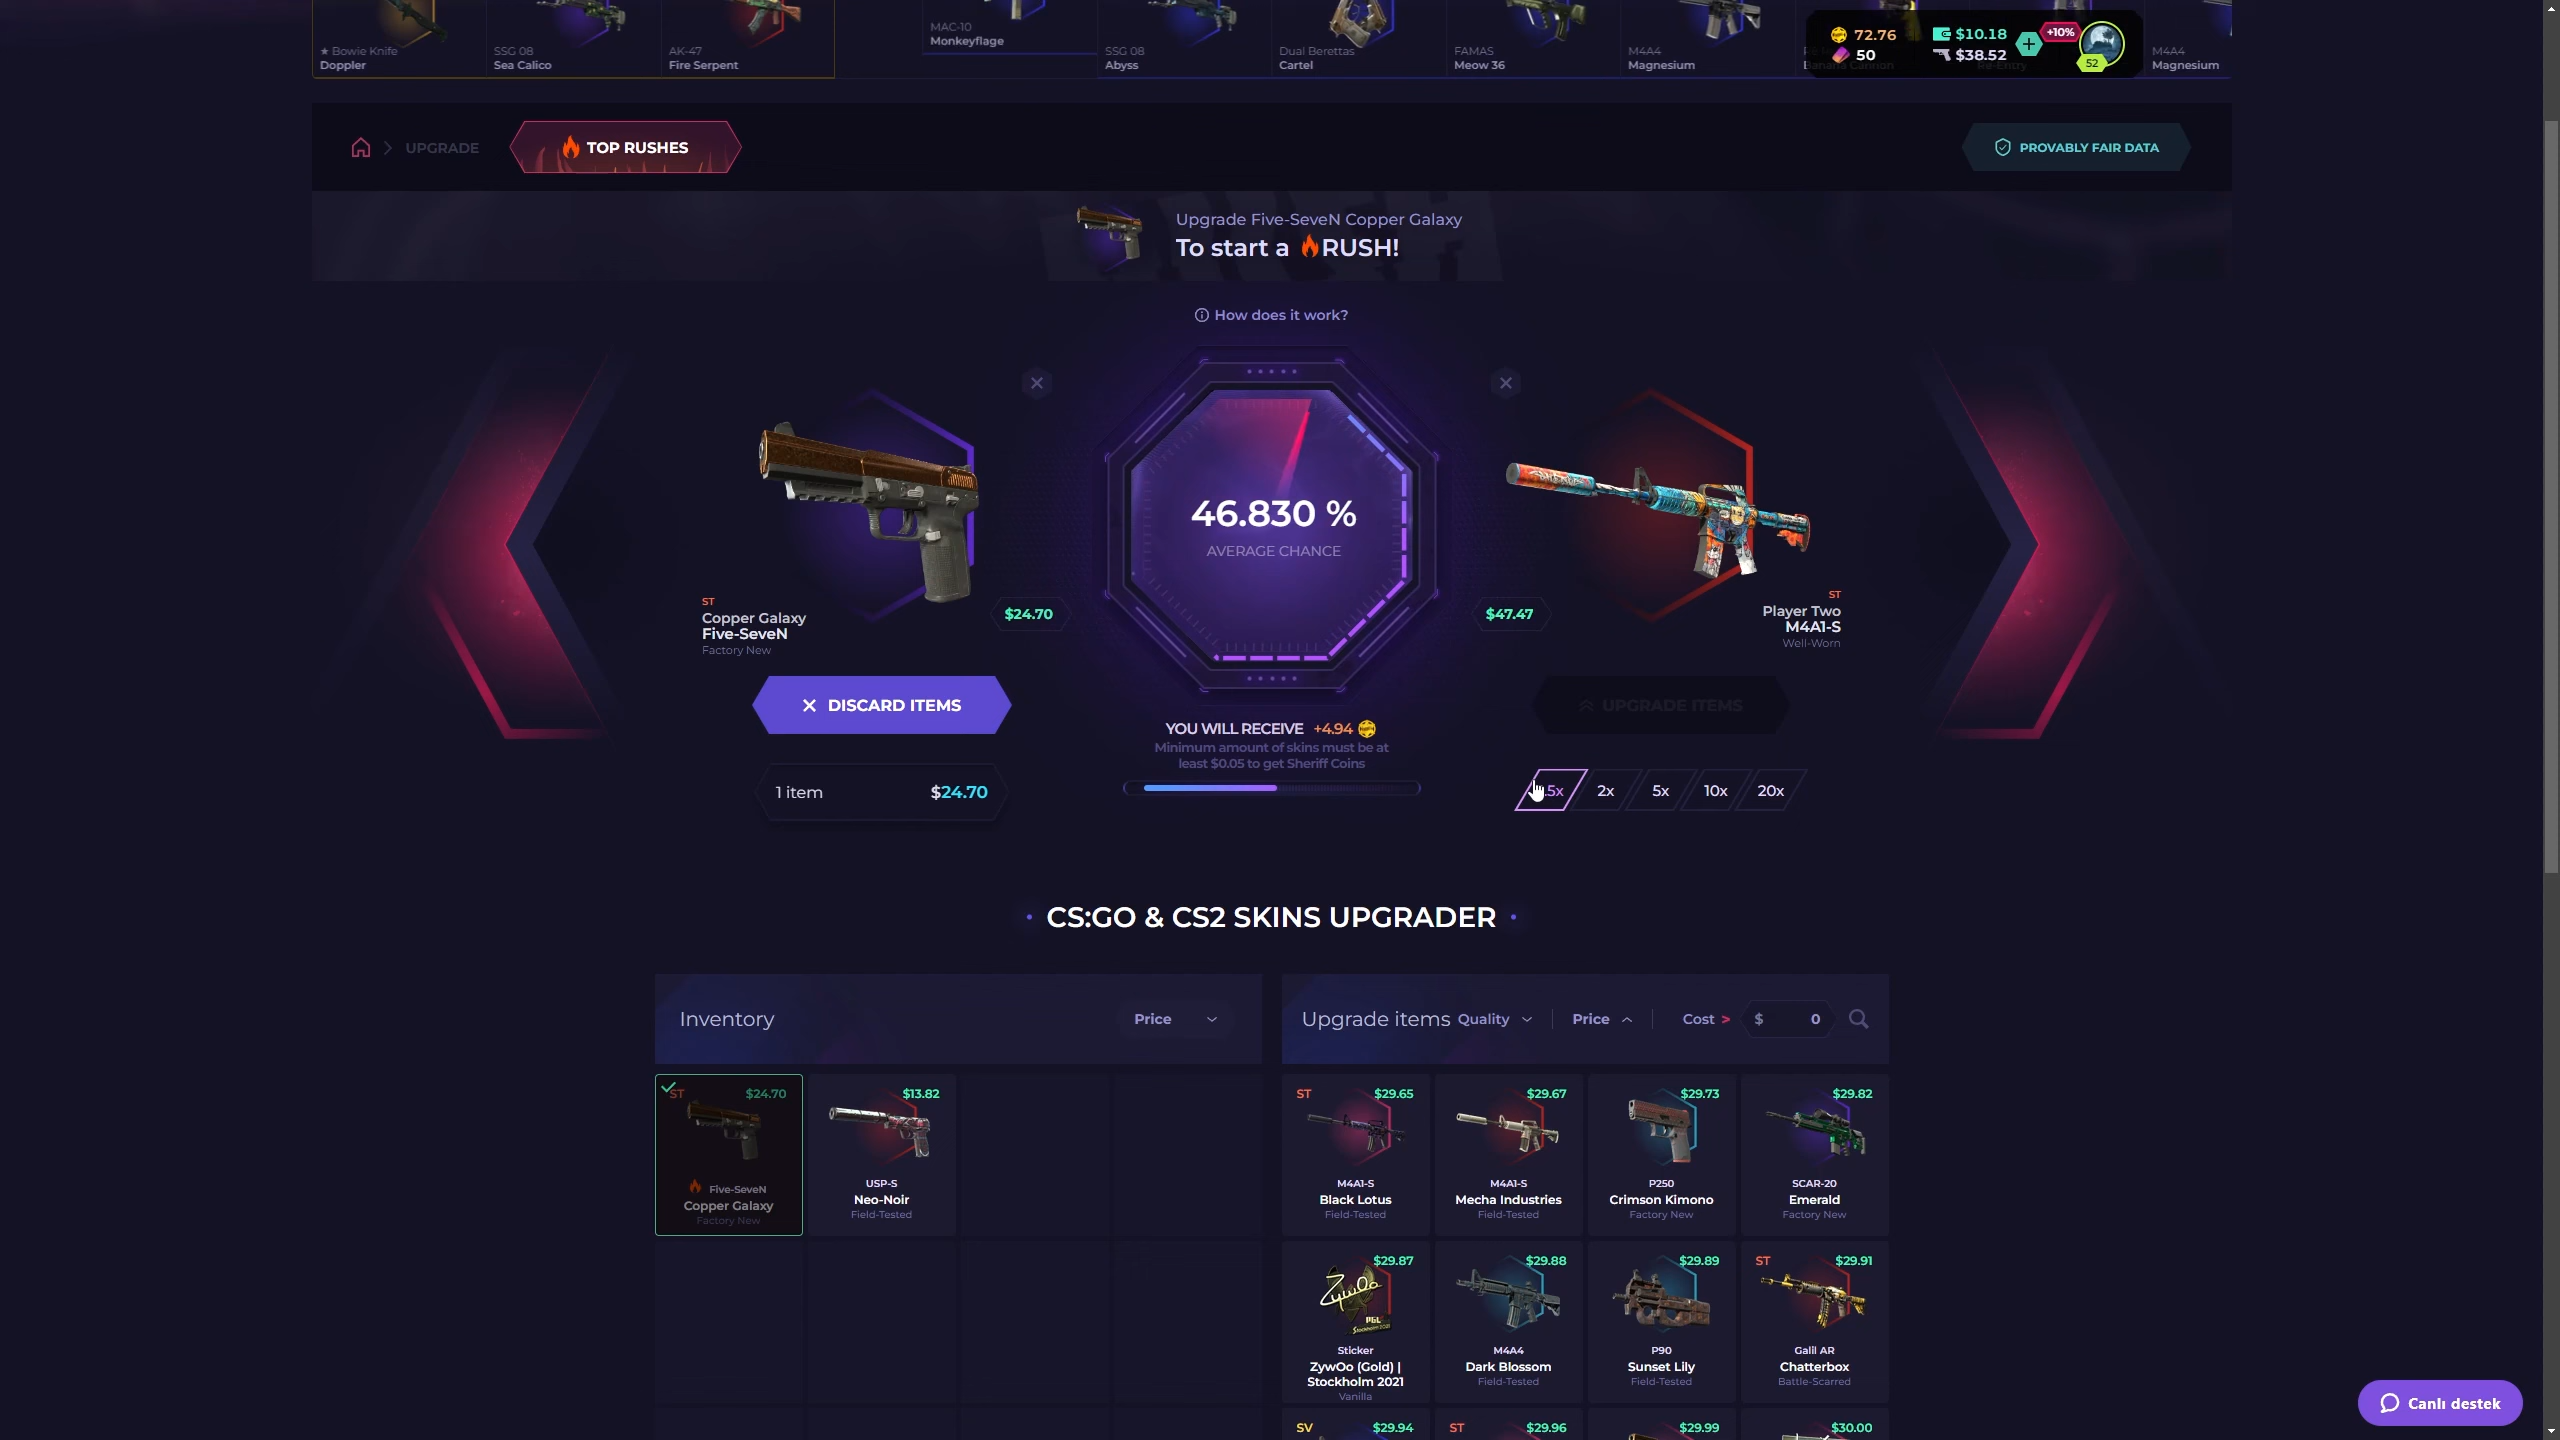 ★ Bowie Knife
Doppler
SSG 08
Sea Calico
AK-47
Fire Serpent
MAC-10
Monkeyflage
SSG 08
Abyss
Dual Berettas
Cartel
FAMAS
Meow 36
M4A4
Magnesium
M4A4
Magnesium
72.76
50
$10.18
$38.52
+10%
52
UPGRADE
TOP RUSHES
PROVABLY FAIR DATA
Upgrade Five-SeveN Copper Galaxy
To start a RUSH!
How does it work?
46.830 %
AVERAGE CHANCE
ST
Copper Galaxy
Five-SeveN
Factory New
$24.70
$47.47
ST
Player Two
M4A1-S
Well-Worn
DISCARD ITEMS
UPGRADE ITEMS
YOU WILL RECEIVE +4.94
Minimum amount of skins must be at
least $0.05 to get Sheriff Coins
1 item $24.70
.5x 2x 5x 10x 20x
• CS:GO & CS2 SKINS UPGRADER •
Inventory
Price
Upgrade items
Quality
Price
Cost >
$ 0
ST $24.70
Five-SeveN
Copper Galaxy
Factory New
$13.82
USP-S
Neo-Noir
Field-Tested
ST $29.65
M4A1-S
Black Lotus
Field-Tested
$29.67
M4A1-S
Mecha Industries
Field-Tested
$29.73
P250
Crimson Kimono
Factory New
$29.82
SCAR-20
Emerald
Factory New
$29.87
Sticker
ZywOo (Gold) |
Stockholm 2021
Vanilla
$29.88
M4A4
Dark Blossom
Field-Tested
$29.89
P90
Sunset Lily
Field-Tested
ST $29.91
Galil AR
Chatterbox
Battle-Scarred
SV $29.94
ST $29.96
$29.99
$30.00
Canlı destek